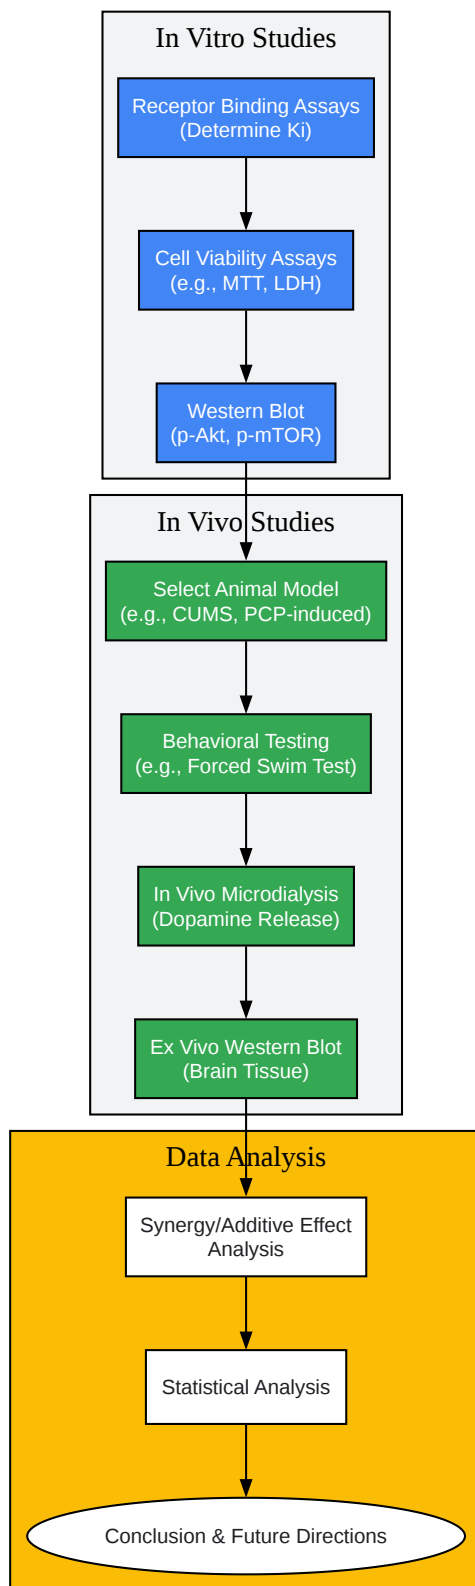 In Vitro Studies
Receptor Binding Assays
(Determine Ki)
Cell Viability Assays
(e.g., MTT, LDH)
Western Blot
(p-Akt, p-mTOR)
In Vivo Studies
Select Animal Model
(e.g., CUMS, PCP-induced)
Behavioral Testing
(e.g., Forced Swim Test)
In Vivo Microdialysis
(Dopamine Release)
Ex Vivo Western Blot
(Brain Tissue)
Data Analysis
Synergy/Additive Effect
Analysis
Statistical Analysis
Conclusion & Future Directions